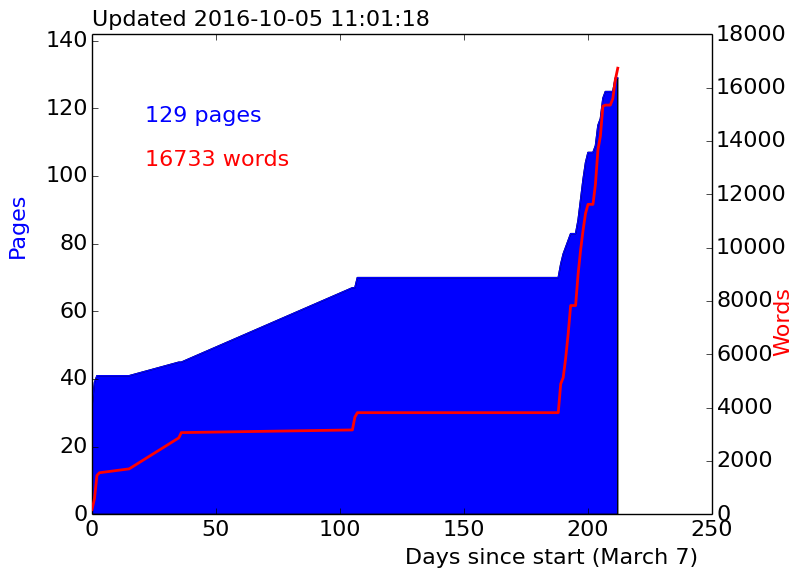 Updated 2016-10-05 11:01:18
140
120
100
80
60
40
20
0
Pages
129 pages
16733 words
18000
16000
14000
12000
10000
8000
6000
4000
2000
0
Words
0 50 100 150 200 250
Days since start (March 7)